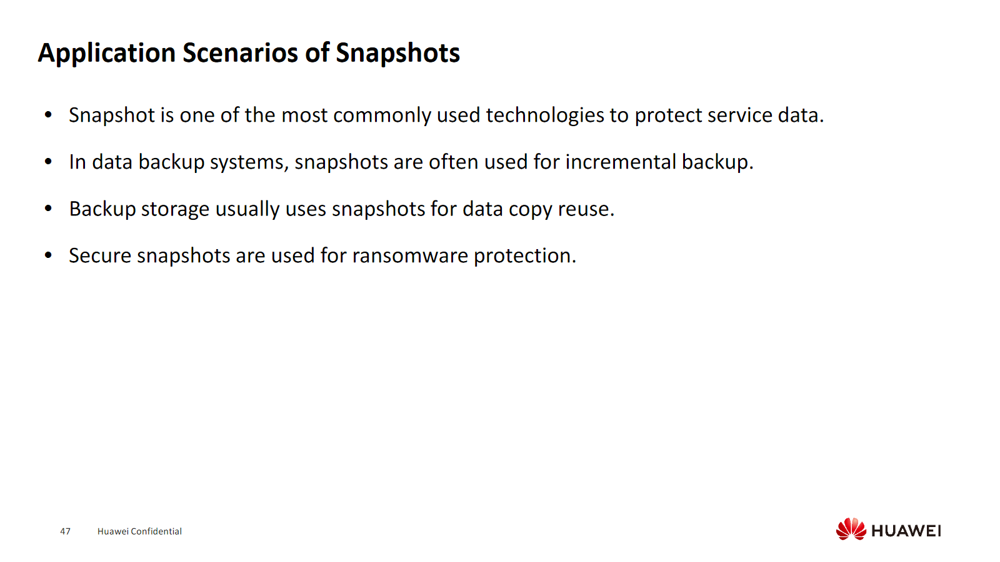 Application Scenarios of Snapshots
• Snapshot is one of the most commonly used technologies to protect service data.
• In data backup systems, snapshots are often used for incremental backup.
• Backup storage usually uses snapshots for data copy reuse.
• Secure snapshots are used for ransomware protection.
47 Huawei Confidential
HUAWEI